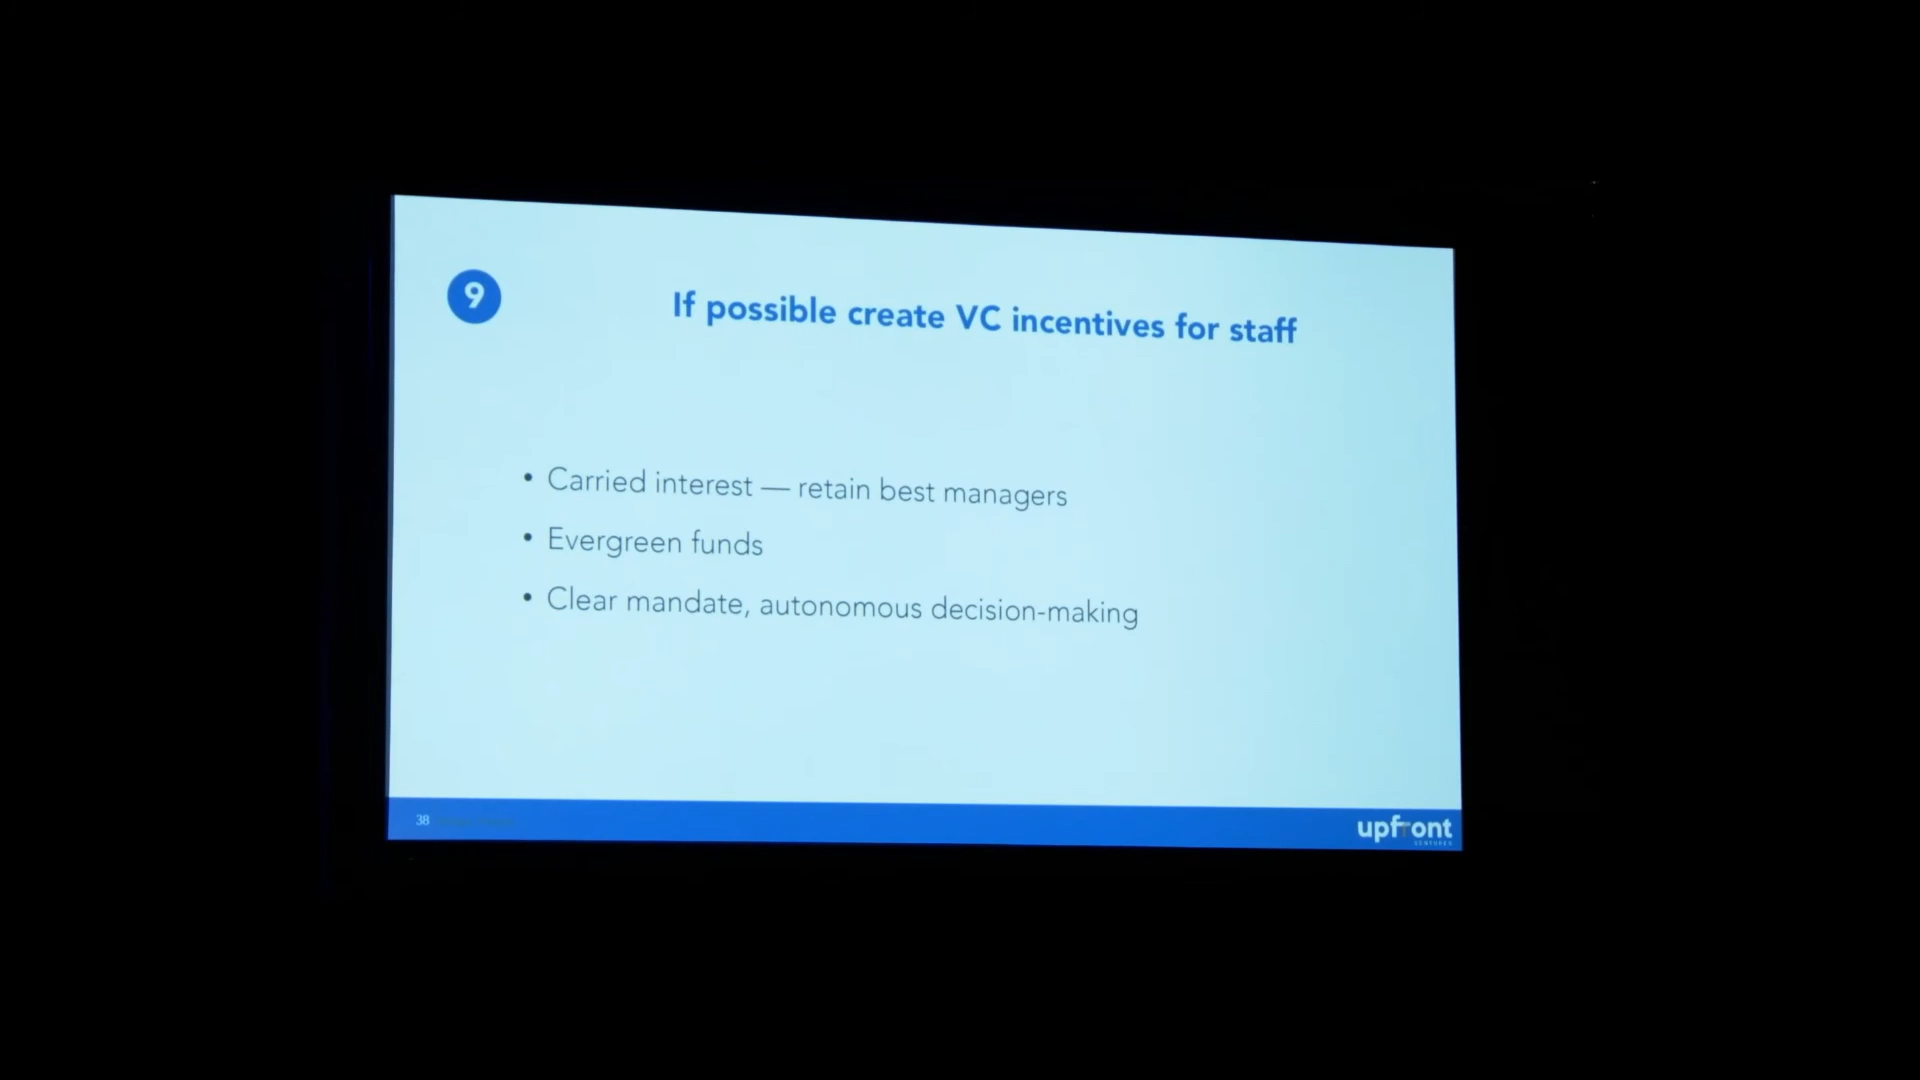 9
If possible create VC incentives for staff
• Carried interest — retain best managers
• Evergreen funds
• Clear mandate, autonomous decision-making
38
upfront
VENTURES